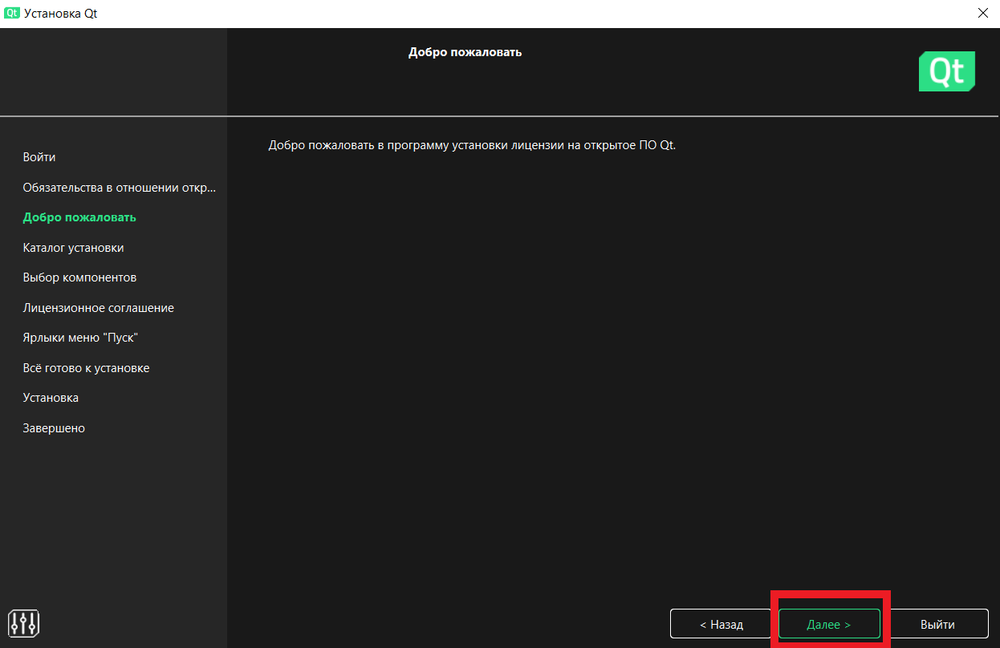 Qt Установка Qt
Добро пожаловать
Qt
Добро пожаловать в программу установки лицензии на открытое ПО Qt.
Войти
Обязательства в отношении откр...
Добро пожаловать
Каталог установки
Выбор компонентов
Лицензионное соглашение
Ярлыки меню "Пуск"
Всё готово к установке
Установка
Завершено
< Назад
Далее >
Выйти